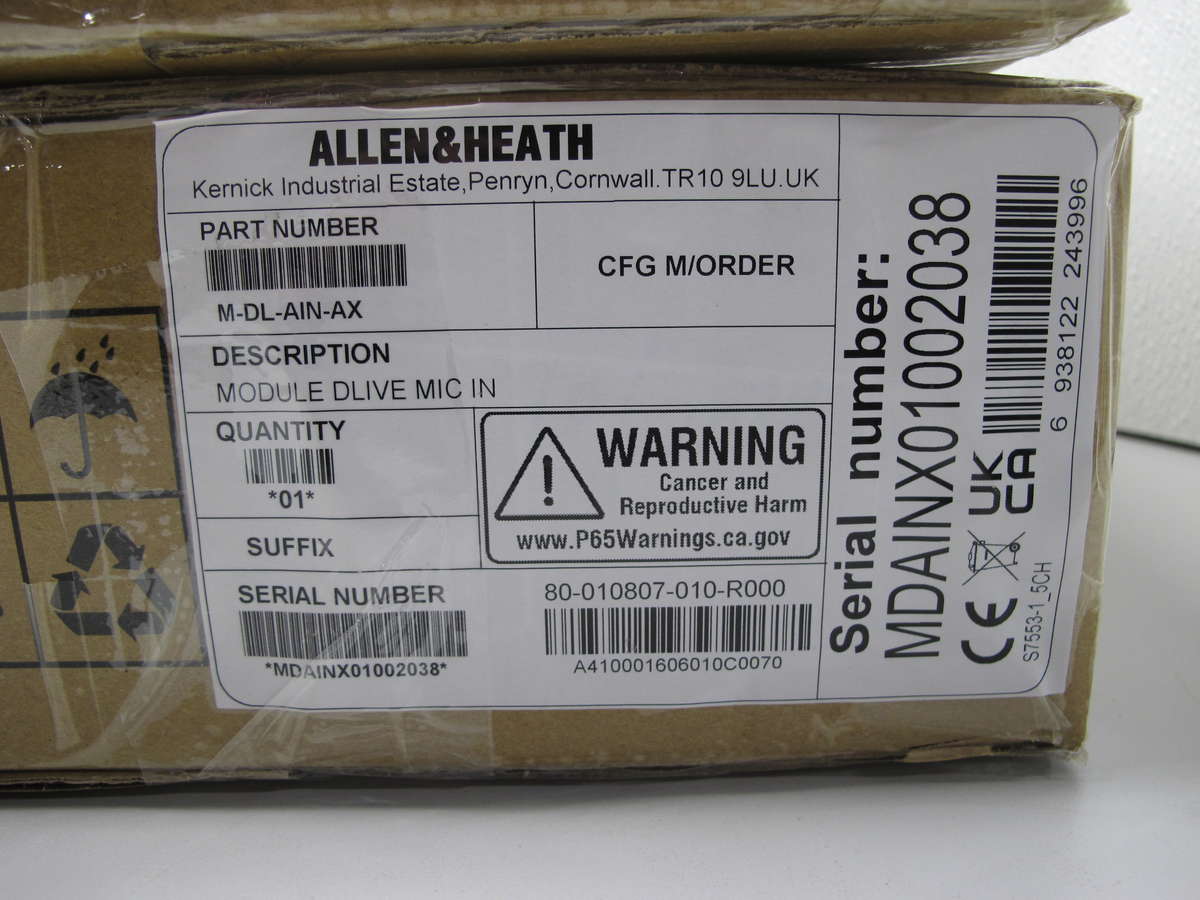 ALLEN&HEATH
Kernick Industrial Estate,Penryn,Cornwall.TR10 9LU.UK
PART NUMBER
M-DL-AIN-AX
CFG M/ORDER
DESCRIPTION
MODULE DLIVE MIC IN
QUANTITY
*01*
WARNING
Cancer and
Reproductive Harm
www.P65Warnings.ca.gov
SUFFIX
SERIAL NUMBER
*MDAINX01002038*
80-010807-010-R000
A410001606010C0070
Serial number:
MDAINX01002038
6 938122 243996
UK
CA
CE
S7553-1_5CH